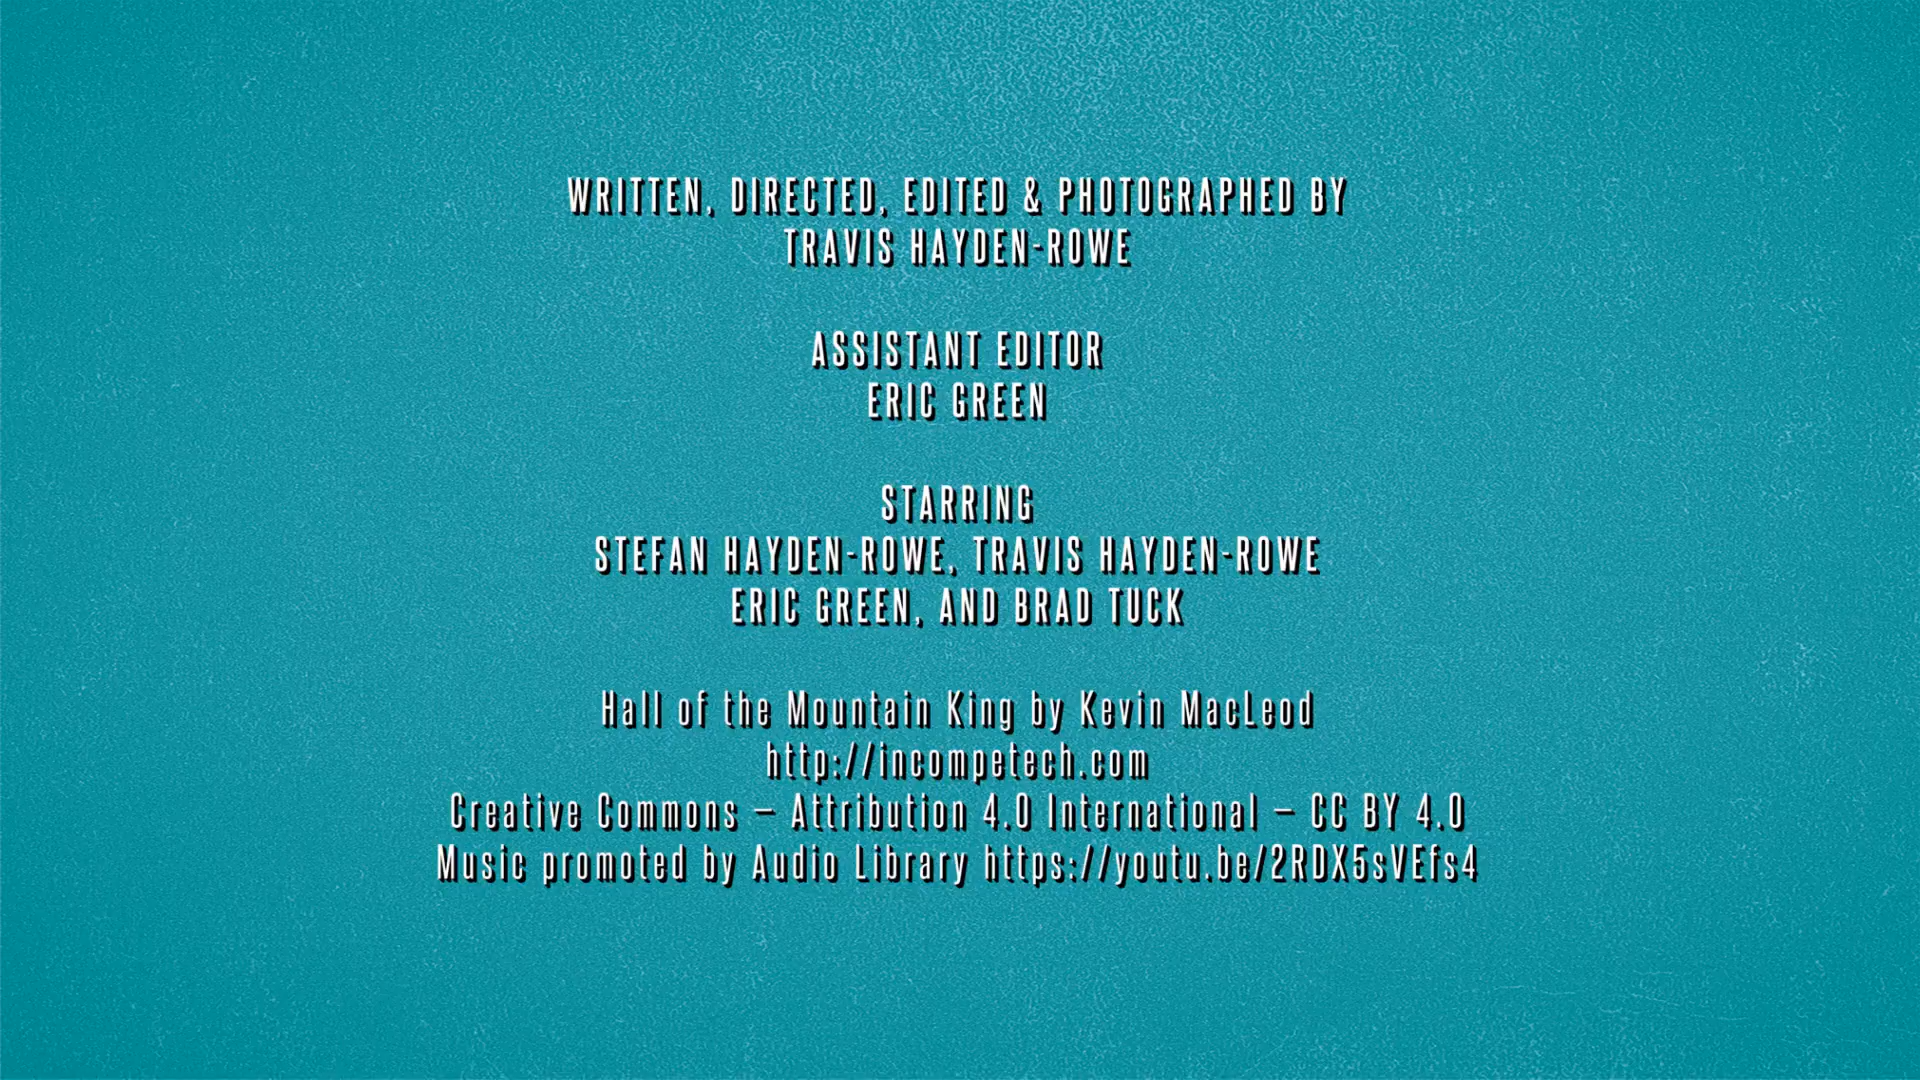 WRITTEN, DIRECTED, EDITED & PHOTOGRAPHED BY
TRAVIS HAYDEN-ROWE
ASSISTANT EDITOR
ERIC GREEN
STARRING
STEFAN HAYDEN-ROWE, TRAVIS HAYDEN-ROWE
ERIC GREEN, AND BRAD TUCK
Hall of the Mountain King by Kevin MacLeod
http://incompetech.com
Creative Commons – Attribution 4.0 International – CC BY 4.0
Music promoted by Audio Library https://youtu.be/2RDX5sVEfs4